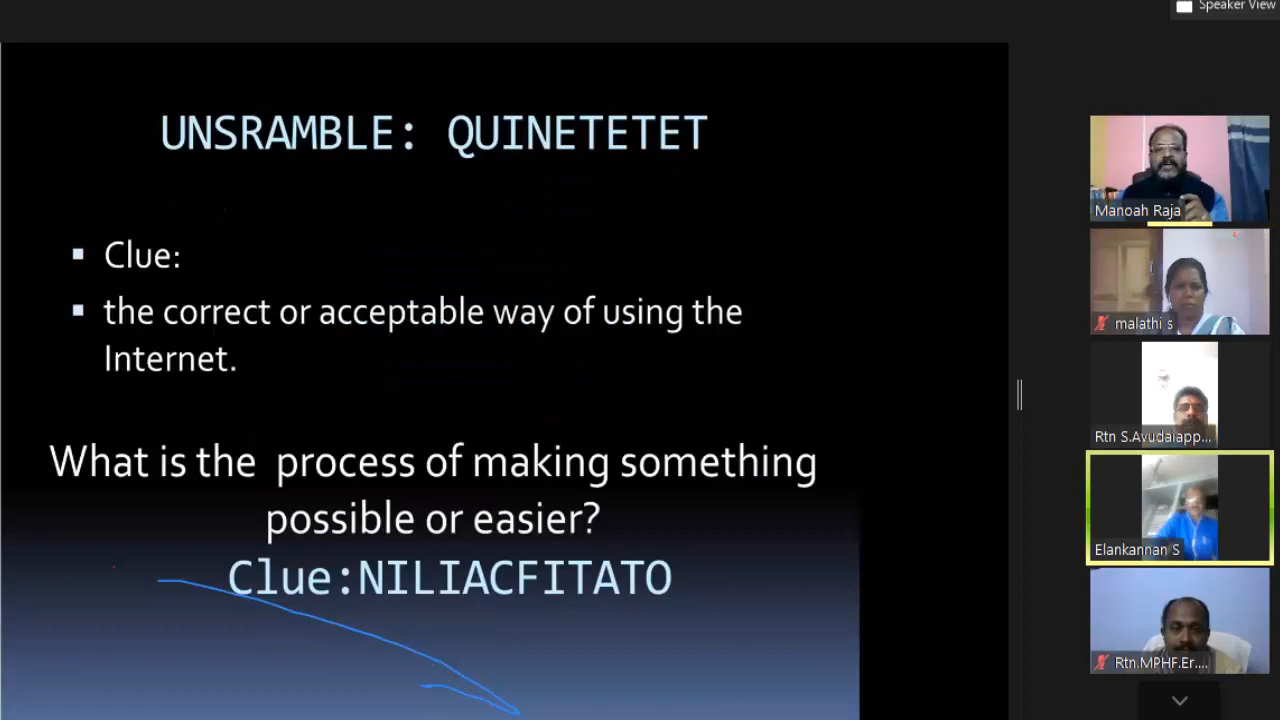 Speaker View
UNSRAMBLE: QUINETETET
Clue:
the correct or acceptable way of using the
Internet.
What is the process of making something
possible or easier?
Clue:NILIACFITATO
Manoah Raja
malathi s
Rtn S.Avudaiapp...
Elankannan S
Rtn.MPHF.Er....